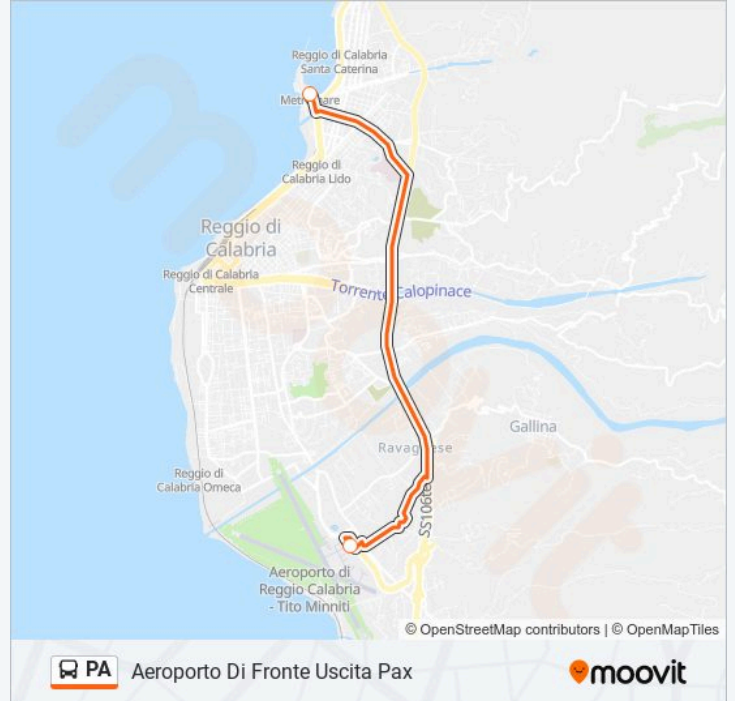 Reggio di Calabria
Santa Caterina
Reggio di
Calabria Lido
Reggio di
Calabria
Reggio di Calabria
Centrale
Torrente Calopinace
Gallina
Reggio di
Calabria Omeca
Aeroporto di
Reggio Calabria
- Tito Minniti
© OpenStreetMap contributors | © OpenMapTiles
PA Aeroporto Di Fronte Uscita Pax
moovit